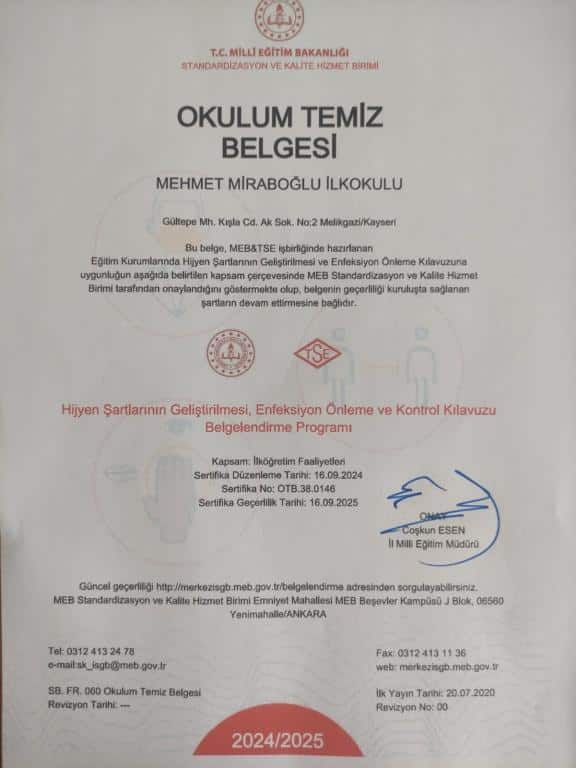 T.C. MİLLÎ EĞİTİM BAKANLIĞI
STANDARDİZASYON VE KALİTE HİZMET BİRİMİ
OKULUM TEMİZ
BELGESİ
MEHMET MİRABOĞLU İLKOKULU
Gültepe Mh. Kışla Cd. Ak Sok. No:2 Melikgazi/Kayseri
Bu belge, MEB&TSE işbirliğinde hazırlanan
Eğitim Kurumlarında Hijyen Şartlarının Geliştirilmesi ve Enfeksiyon Önleme Kılavuzuna
uygunluğun aşağıda belirtilen kapsam çerçevesinde MEB Standardizasyon ve Kalite Hizmet
Birimi tarafından onaylandığını göstermekte olup, belgenin geçerliliği kuruluşta sağlanan
şartların devam ettirmesine bağlıdır.
TSE
Hijyen Şartlarının Geliştirilmesi, Enfeksiyon Önleme ve Kontrol Kılavuzu
Belgelendirme Programı
Kapsam: İlköğretim Faaliyetleri
Sertifika Düzenleme Tarihi: 16.09.2024
Sertifika No: OTB.38.0146
Sertifika Geçerlilik Tarihi: 16.09.2025
ONAY
Coşkun ESEN
İl Milli Eğitim Müdürü
Güncel geçerliliği http://merkezisgb.meb.gov.tr/belgelendirme adresinden sorgulayabilirsiniz.
MEB Standardizasyon ve Kalite Hizmet Birimi Emniyet Mahallesi MEB Beşevler Kampüsü J Blok, 06560
Yenimahalle/ANKARA
Tel: 0312 413 24 78
e-mail:sk_isgb@meb.gov.tr
Fax: 0312 413 11 36
web: merkezisgb.meb.gov.tr
SB. FR. 060 Okulum Temiz Belgesi
Revizyon Tarihi: ---
İlk Yayın Tarihi: 20.07.2020
Revizyon No: 00
2024/2025